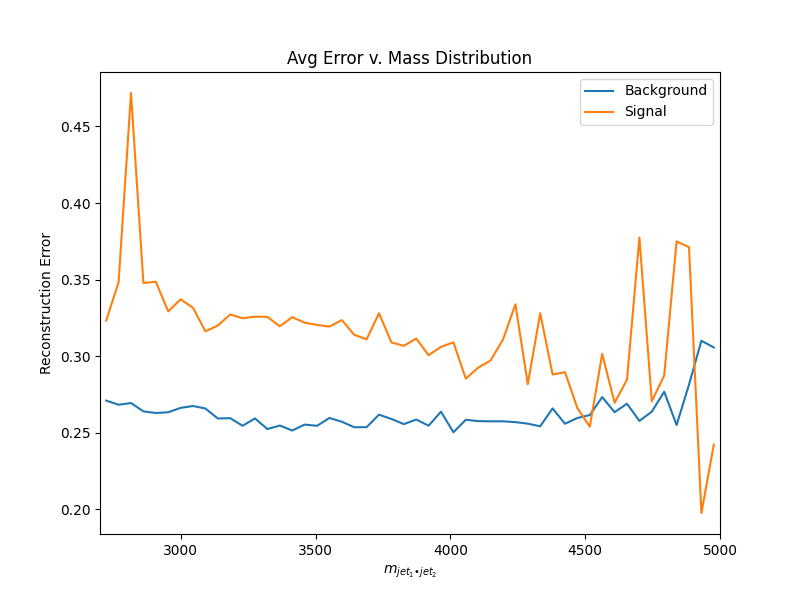 Avg Error v. Mass Distribution
Background
Signal
0.45
0.40
0.35
0.30
0.25
0.20
Reconstruction Error
3000 3500 4000 4500 5000
m_{jet_1•jet_2}